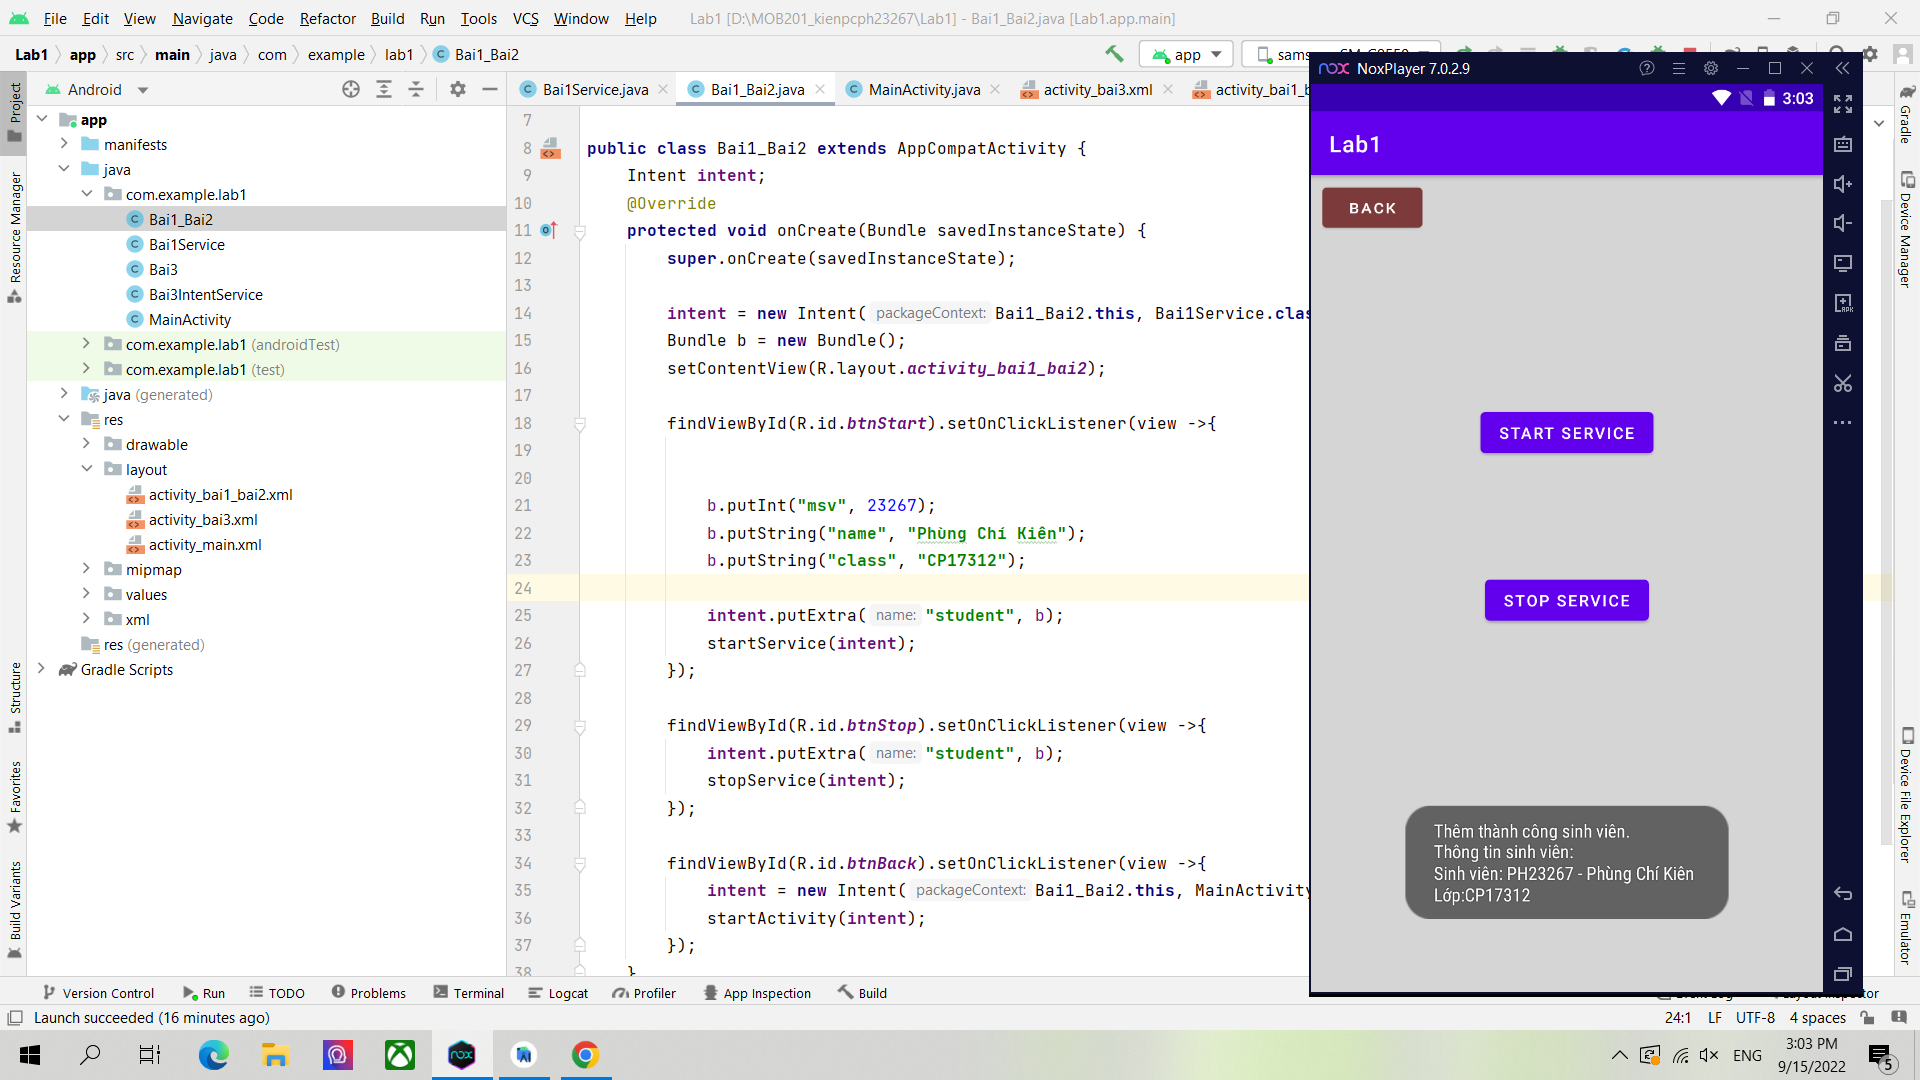 File Edit View Navigate Code Refactor Build Run Tools VCS Window Help Lab1 [D:\MOB201_kienpcph23267\Lab1] - Bai1_Bai2.java [Lab1.app.main]
Lab1 app src main java com example lab1 Bai1_Bai2 app sams
Android
Bai1Service.java Bai1_Bai2.java MainActivity.java activity_bai3.xml activity_bai1_b
Project
Resource Manager
Structure
Favorites
Build Variants
app
manifests
java
com.example.lab1
Bai1_Bai2
Bai1Service
Bai3
Bai3IntentService
MainActivity
com.example.lab1 (androidTest)
com.example.lab1 (test)
java (generated)
res
drawable
layout
activity_bai1_bai2.xml
activity_bai3.xml
activity_main.xml
mipmap
values
xml
res (generated)
Gradle Scripts
7
8 public class Bai1_Bai2 extends AppCompatActivity {
9 Intent intent;
10 @Override
11 protected void onCreate(Bundle savedInstanceState) {
12 super.onCreate(savedInstanceState);
13
14 intent = new Intent( packageContext: Bai1_Bai2.this, Bai1Service.clas
15 Bundle b = new Bundle();
16 setContentView(R.layout.activity_bai1_bai2);
17
18 findViewById(R.id.btnStart).setOnClickListener(view ->{
19
20
21 b.putInt("msv", 23267);
22 b.putString("name", "Phùng Chí Kiên");
23 b.putString("class", "CP17312");
24
25 intent.putExtra( name: "student", b);
26 startService(intent);
27 });
28
29 findViewById(R.id.btnStop).setOnClickListener(view ->{
30 intent.putExtra( name: "student", b);
31 stopService(intent);
32 });
33
34 findViewById(R.id.btnBack).setOnClickListener(view ->{
35 intent = new Intent( packageContext: Bai1_Bai2.this, MainActivity
36 startActivity(intent);
37 });
38 }
nox NoxPlayer 7.0.2.9
3:03
Lab1
BACK
START SERVICE
STOP SERVICE
Thêm thành công sinh viên.
Thông tin sinh viên:
Sinh viên: PH23267 - Phùng Chí Kiên
Lớp:CP17312
Gradle
Device Manager
Device File Explorer
Emulator
Version Control Run TODO Problems Terminal Logcat Profiler App Inspection Build
Launch succeeded (16 minutes ago) 24:1 LF UTF-8 4 spaces
nox ENG 3:03 PM
9/15/2022 5